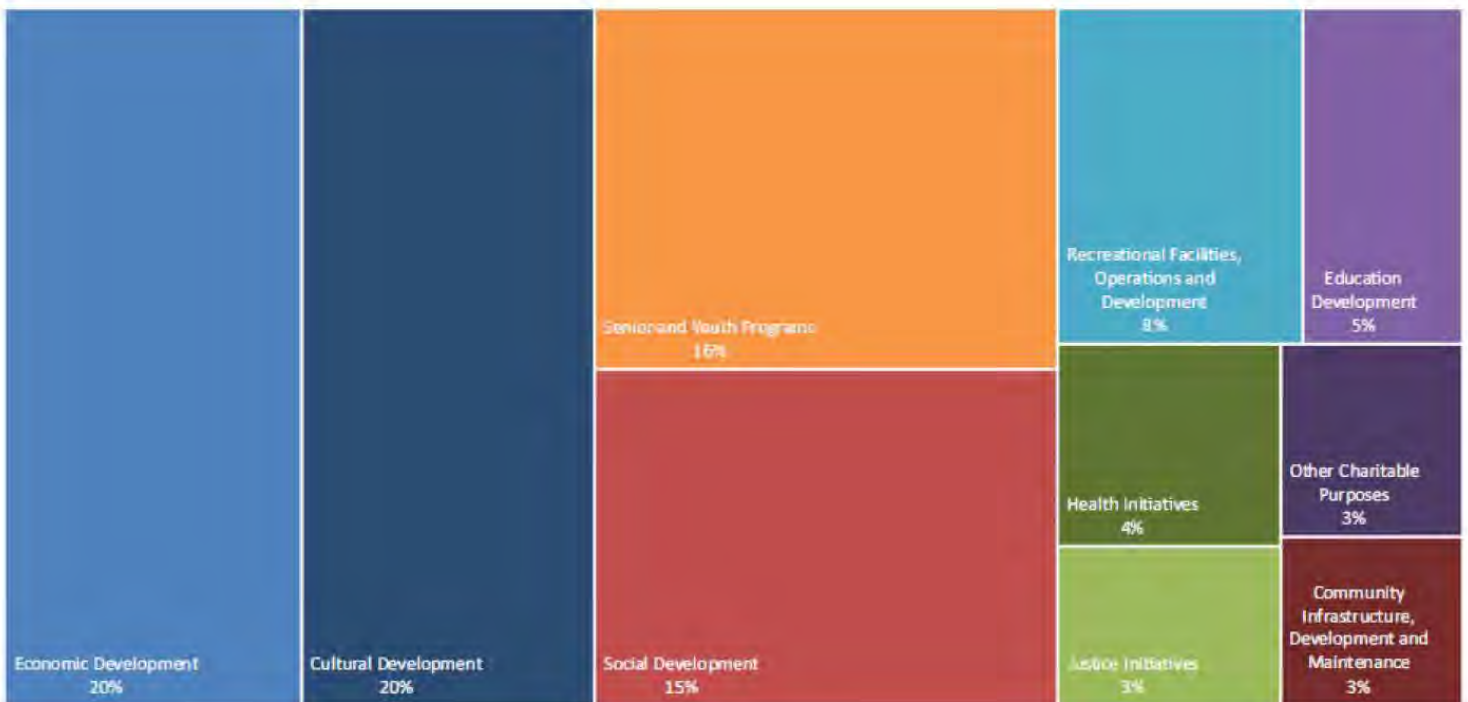 Economic Development
20%
Cultural Development
20%
Senior and Youth Programs
16%
Social Development
15%
Recreational Facilities,
Operations and
Development
8%
Education
Development
5%
Health Initiatives
4%
Other Charitable
Purposes
3%
Justice Initiatives
3%
Community
Infrastructure,
Development and
Maintenance
3%